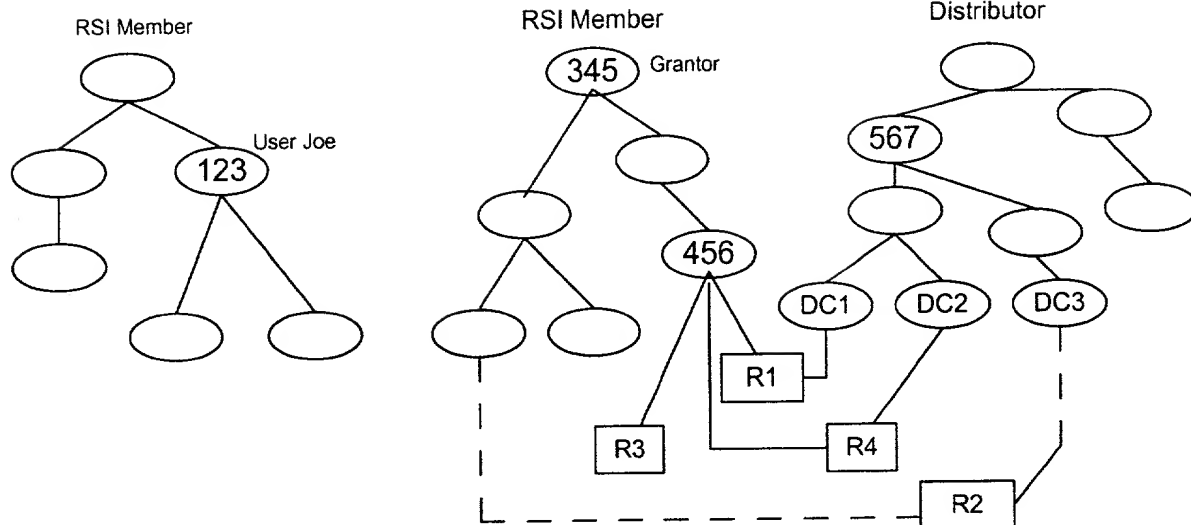 RSI Member
RSI Member
Distributor
345 Grantor
User Joe
123
567
456
DC1 DC2 DC3
R1
R3
R4
R2